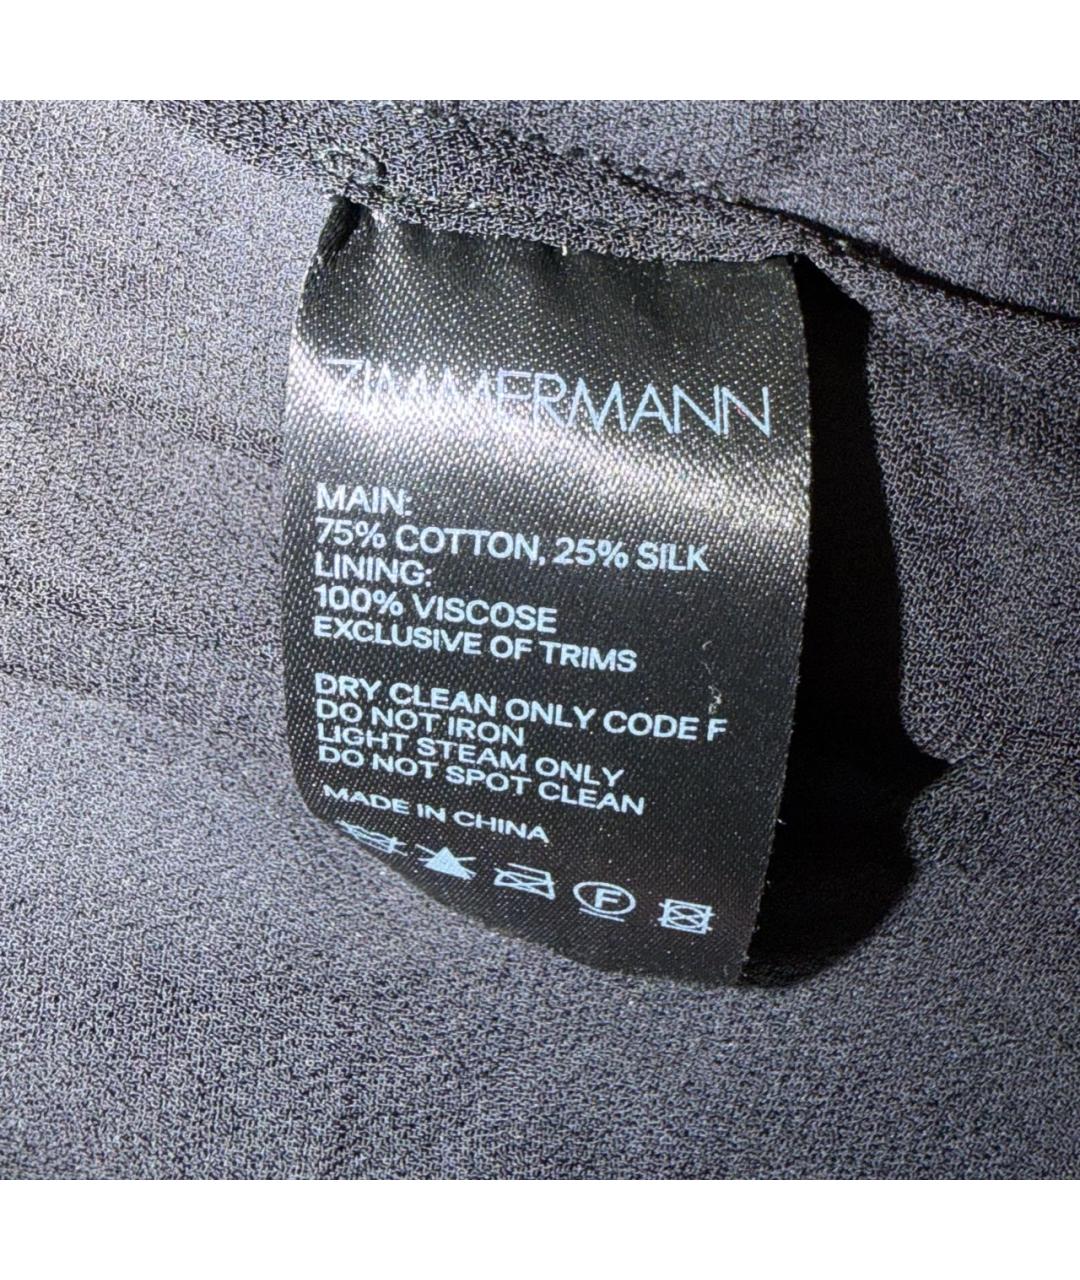 ZIMMERMANN
MAIN:
75% COTTON, 25% SILK
LINING:
100% VISCOSE
EXCLUSIVE OF TRIMS
DRY CLEAN ONLY CODE F
DO NOT IRON
LIGHT STEAM ONLY
DO NOT SPOT CLEAN
MADE IN CHINA
F